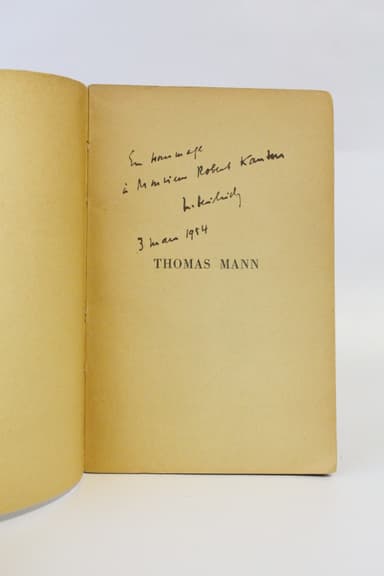 En hommage
à Monsieur Robert Kanters
3 mars 1954
THOMAS MANN